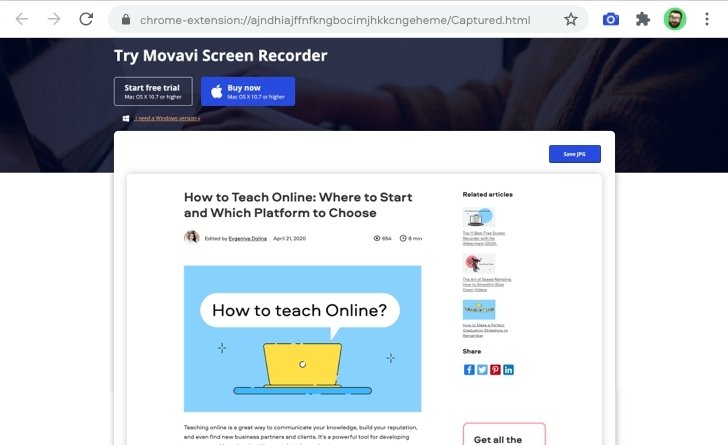 chrome-extension://ajndhiajffnfkngbocimjhkkcngeheme/Captured.html
Try Movavi Screen Recorder
Start free trial
Mac OS X 10.7 or higher
Buy now
Mac OS X 10.7 or higher
I need a Windows version »
Save JPG
How to Teach Online: Where to Start
and Which Platform to Choose
Edited by Evgeniya Dolina April 21, 2020 654 8 min
How to teach Online?
Teaching online is a great way to communicate your knowledge, build your reputation,
and even find new business partners and clients. It's a powerful tool for developing
Related articles
Top 11 Best Free Screen
Recorder with No
Watermark [2020]
The Art of Speed Ramping:
How to Smoothly Slow
Down Videos
How to Make a Perfect
Graduation Slideshow to
Remember
Share
Get all the